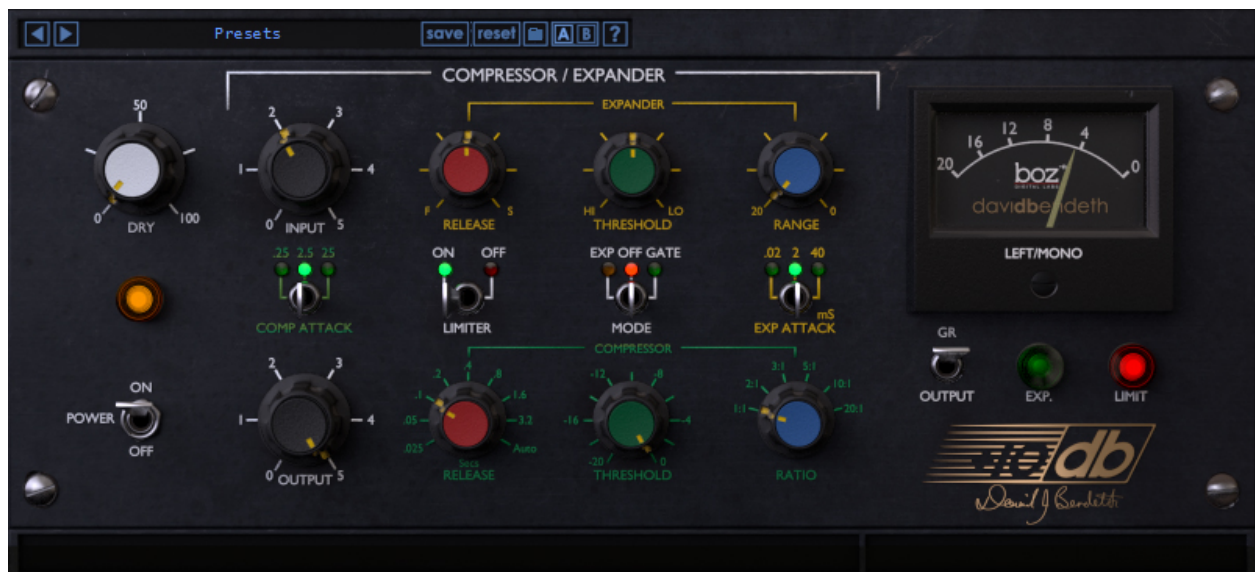 Presets save reset A B ?
COMPRESSOR / EXPANDER
EXPANDER
50
0 100
DRY
0 1 2 3 4 5
INPUT
F S
RELEASE
HI LO
THRESHOLD
20 0
RANGE
20 16 12 8 4 0
boz
DIGITAL LABS
davidbendeth
LEFT/MONO
.25 2.5 25
COMP ATTACK
ON OFF
LIMITER
EXP OFF GATE
MODE
.02 2 40
mS
EXP ATTACK
ON
POWER
OFF
COMPRESSOR
0 1 2 3 4 5
OUTPUT
.025 .05 .1 .2 .4 .8 1.6 3.2 Auto
Secs
RELEASE
-20 -16 -12 -8 -4 0
THRESHOLD
1:1 2:1 3:1 5:1 10:1 20:1
RATIO
GR
OUTPUT
EXP.
LIMIT
db
David J Bendeth